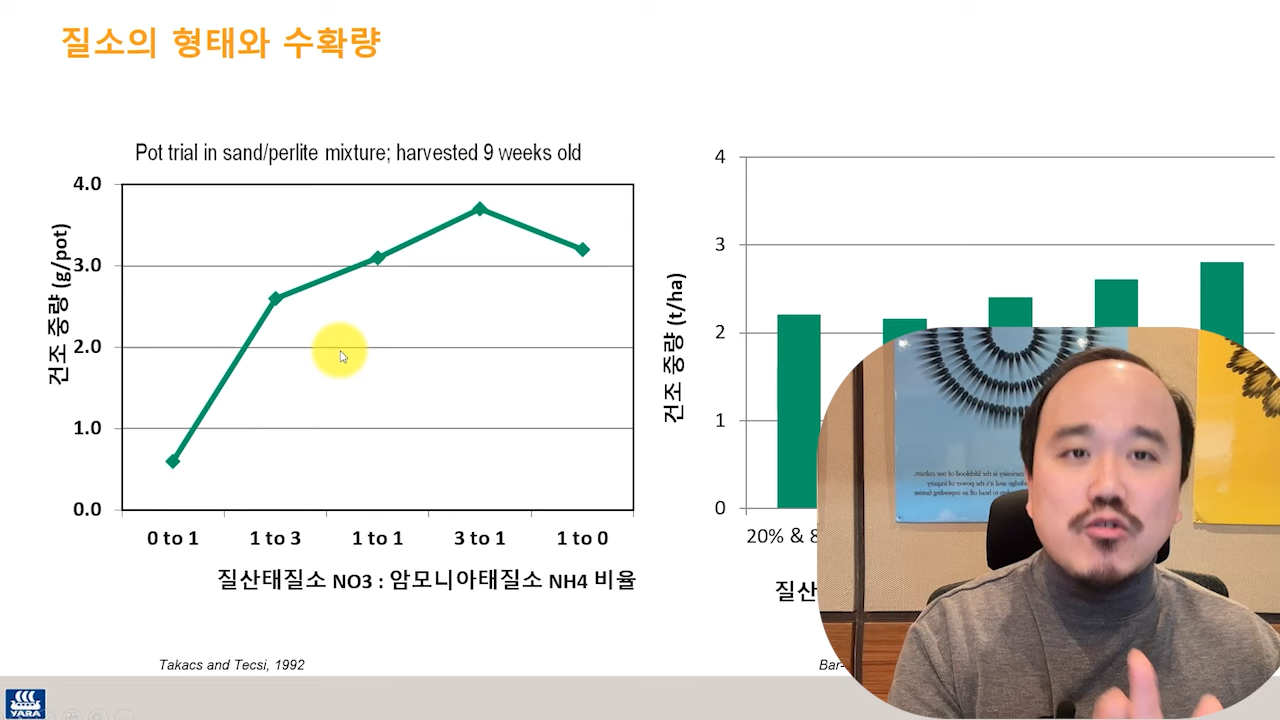 질소의 형태와 수확량
Pot trial in sand/perlite mixture; harvested 9 weeks old
건조 중량 (g/pot)
4.0
3.0
2.0
1.0
0.0
0 to 1
1 to 3
1 to 1
3 to 1
1 to 0
질산태질소 NO3 : 암모니아태질소 NH4 비율
Takacs and Tecsi, 1992
건조 중량 (t/ha)
4
3
2
1
0
20% & 8
질산
Bar-
YARA